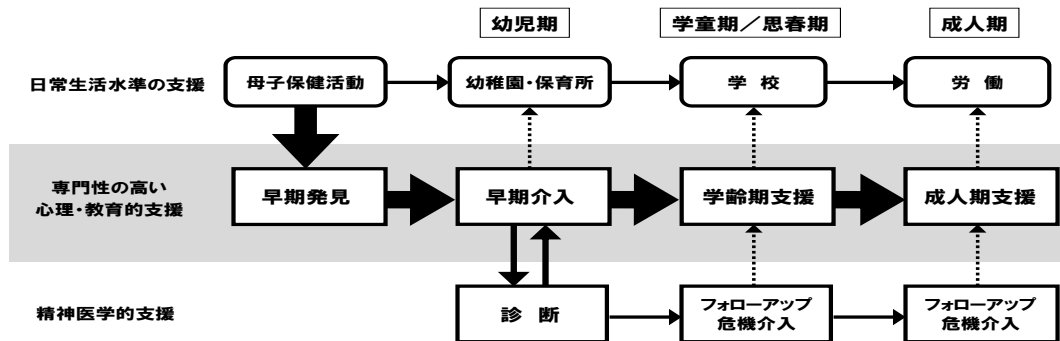 幼児期
学童期／思春期
成人期
日常生活水準の支援
母子保健活動
幼稚園・保育所
学 校
労 働
専門性の高い
心理・教育的支援
早期発見
早期介入
学齢期支援
成人期支援
精神医学的支援
診 断
フォローアップ
危機介入
フォローアップ
危機介入